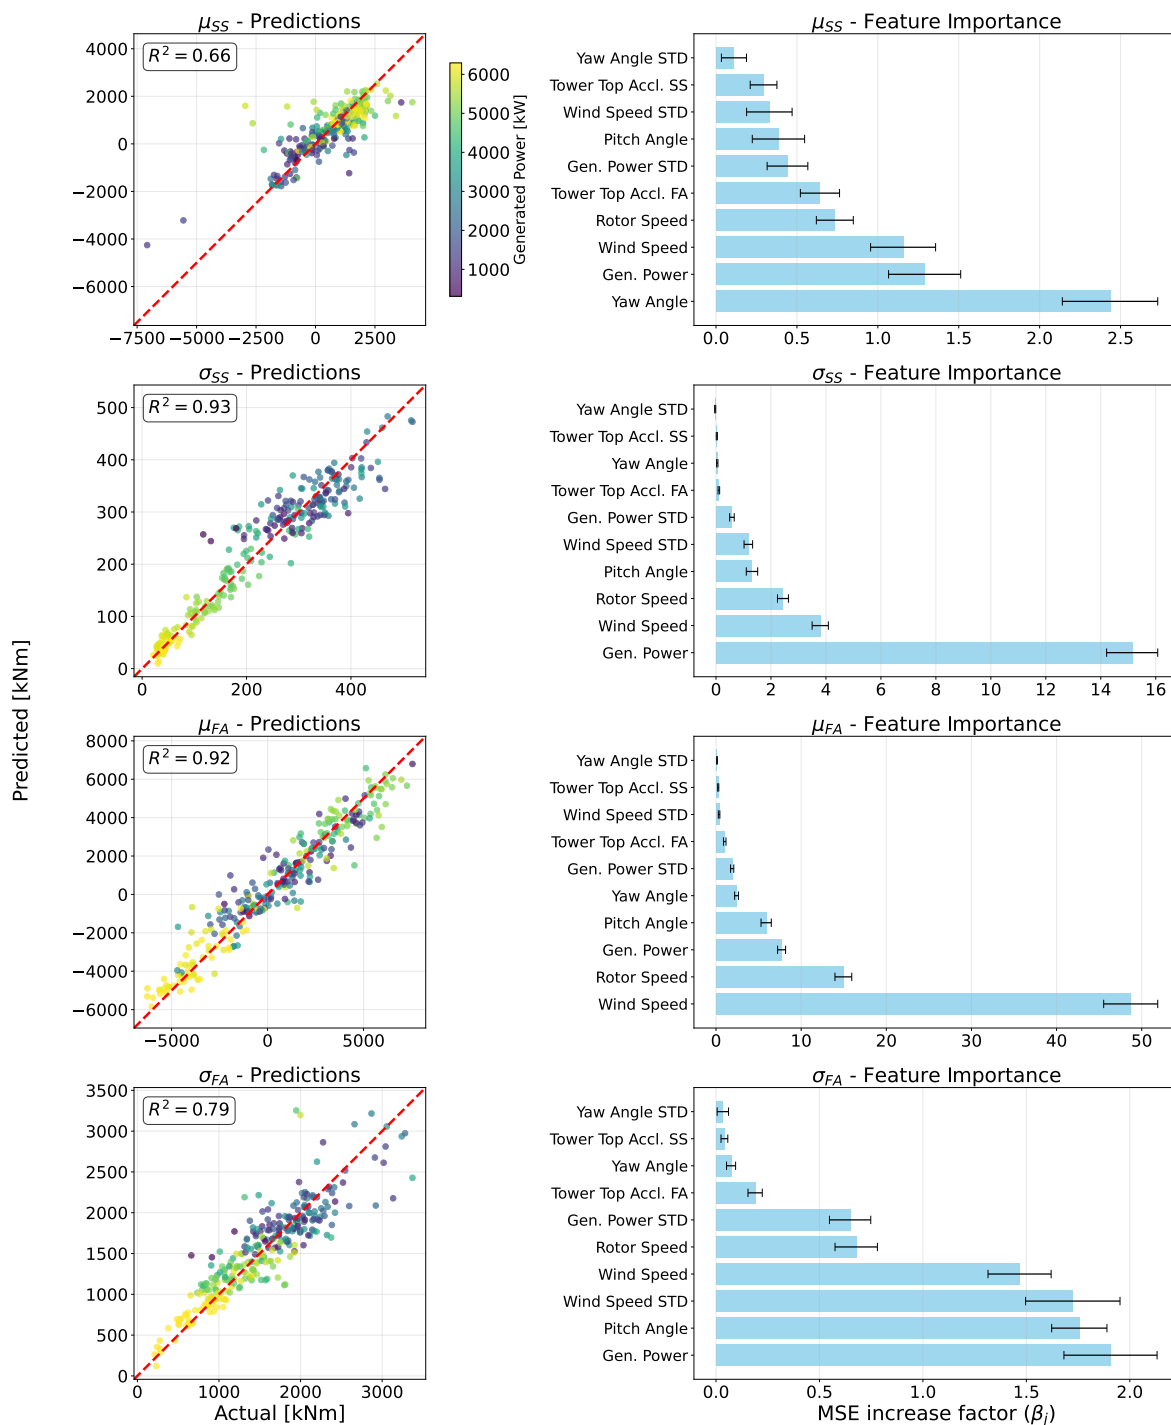 μSS - Predictions
R² = 0.66
4000
2000
0
−2000
−4000
−6000
−7500
−5000
−2500
0
2500
6000
5000
4000
3000
2000
1000
Generated Power [kW]
μSS - Feature Importance
Yaw Angle STD
Tower Top Accl. SS
Wind Speed STD
Pitch Angle
Gen. Power STD
Tower Top Accl. FA
Rotor Speed
Wind Speed
Gen. Power
Yaw Angle
0.0
0.5
1.0
1.5
2.0
2.5
σSS - Predictions
R² = 0.93
500
400
300
200
100
0
0
200
400
σSS - Feature Importance
Yaw Angle STD
Tower Top Accl. SS
Yaw Angle
Tower Top Accl. FA
Gen. Power STD
Wind Speed STD
Pitch Angle
Rotor Speed
Wind Speed
Gen. Power
0
2
4
6
8
10
12
14
16
Predicted [kNm]
μFA - Predictions
R² = 0.92
8000
6000
4000
2000
0
−2000
−4000
−6000
−5000
0
5000
μFA - Feature Importance
Yaw Angle STD
Tower Top Accl. SS
Wind Speed STD
Tower Top Accl. FA
Gen. Power STD
Yaw Angle
Pitch Angle
Gen. Power
Rotor Speed
Wind Speed
0
10
20
30
40
50
σFA - Predictions
R² = 0.79
3500
3000
2500
2000
1500
1000
500
0
0
1000
2000
3000
Actual [kNm]
σFA - Feature Importance
Yaw Angle STD
Tower Top Accl. SS
Yaw Angle
Tower Top Accl. FA
Gen. Power STD
Rotor Speed
Wind Speed
Wind Speed STD
Pitch Angle
Gen. Power
0.0
0.5
1.0
1.5
2.0
MSE increase factor (βj)